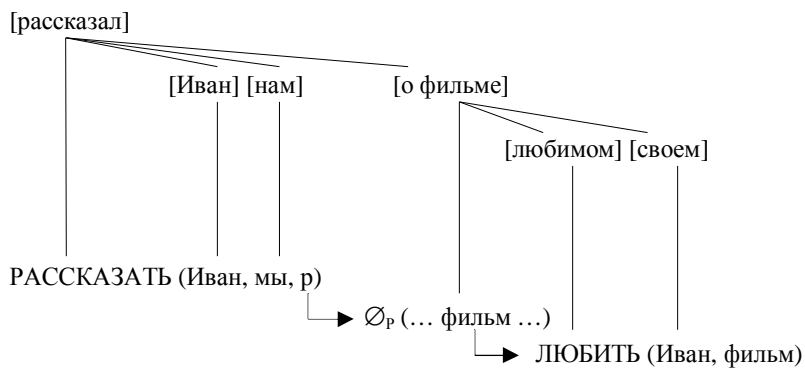 [рассказал]
[Иван] [нам] [о фильме]
[любимом] [своем]
РАССКАЗАТЬ (Иван, мы, р)
∅Р (… фильм …)
ЛЮБИТЬ (Иван, фильм)